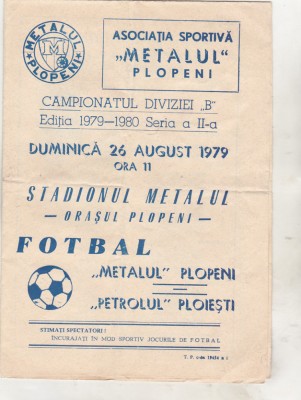 METALUL
PLOPENI
ASOCIAȚIA SPORTIVĂ
„METALUL"
PLOPENI
CAMPIONATUL DIVIZIEI „B"
Ediția 1979—1980 Seria a II-a
DUMINICĂ 26 AUGUST 1979
ORA 11
STADIONUL METALUL
— ORAȘUL PLOPENI —
FOTBAL
„METALUL" PLOPENI
—
„PETROLUL" PLOIEȘTI
STIMAȚI SPECTATORI !
ÎNCURAJAȚI ÎN MOD SPORTIV JOCURILE DE FOTBAL